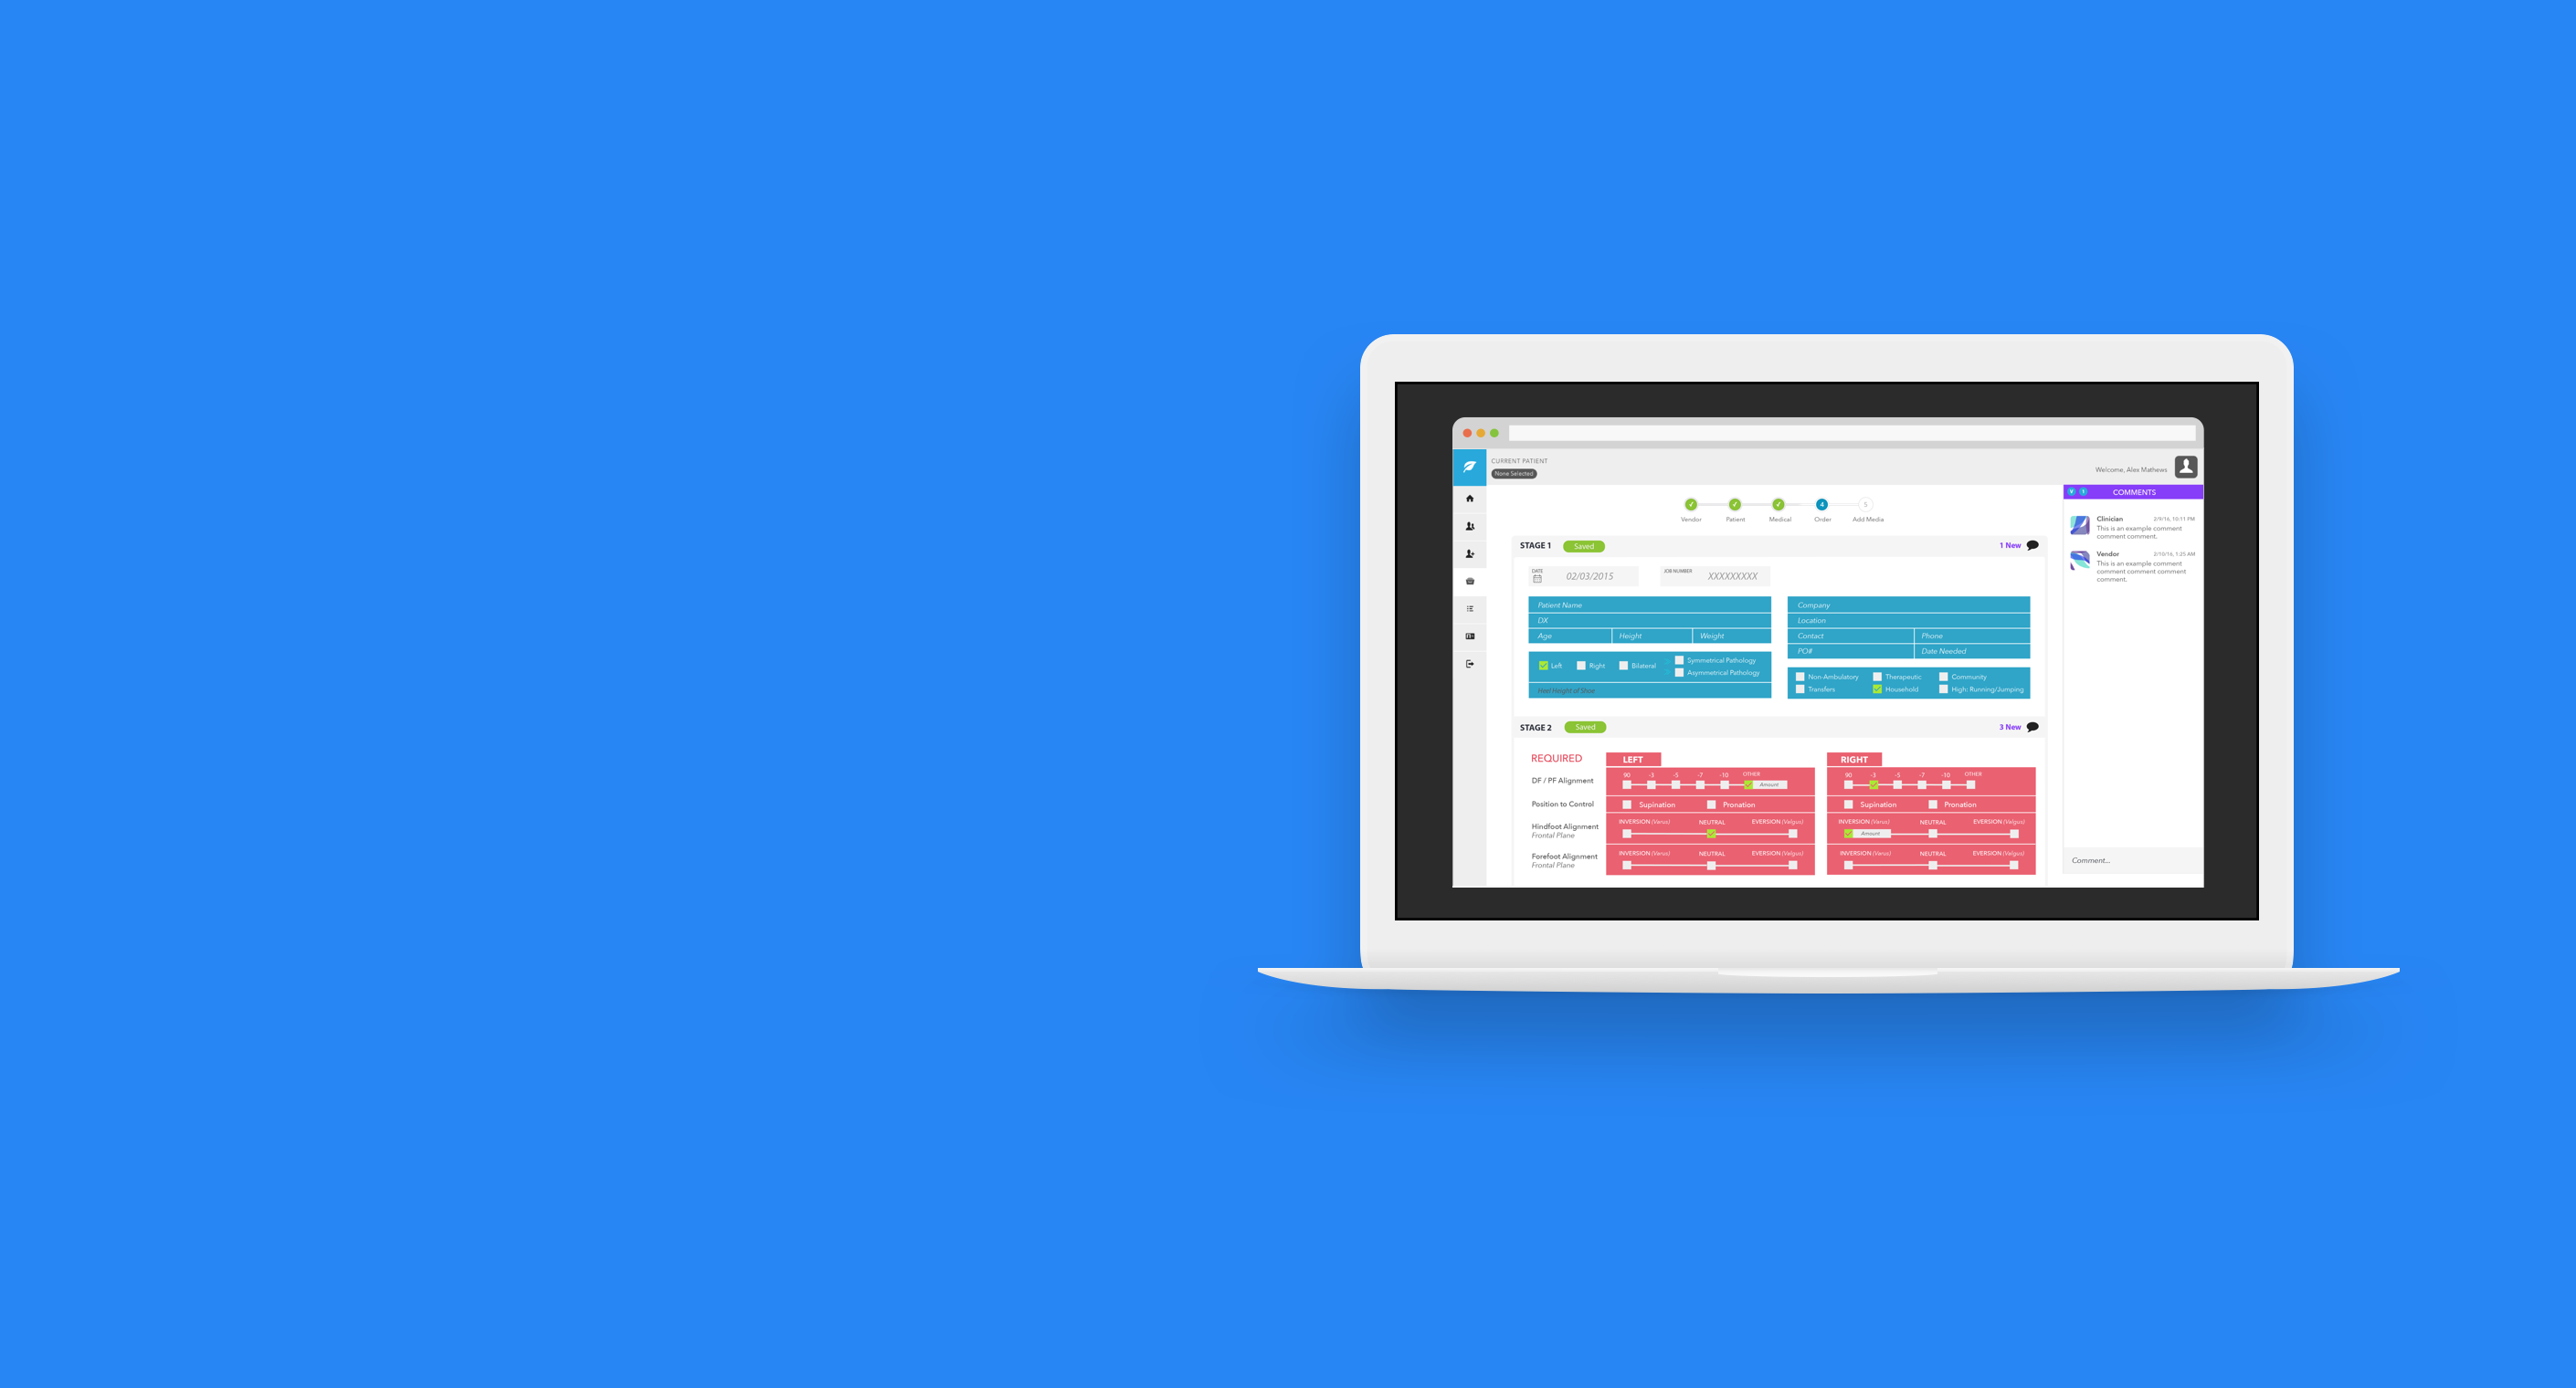 CURRENT PATIENT
None Selected
Welcome, Alex Mathews
4
5
Vendor Patient Medical Order Add Media
STAGE 1 Saved 1 New
DATE 02/03/2015 JOB NUMBER XXXXXXXXX
Patient Name
DX
Age Height Weight
Left Right Bilateral
Symmetrical Pathology
Asymmetrical Pathology
Heel Height of Shoe
Company
Location
Contact Phone
PO# Date Needed
Non-Ambulatory Therapeutic Community
Transfers Household High: Running/Jumping
STAGE 2 Saved 3 New
REQUIRED LEFT RIGHT
DF / PF Alignment
90 -3 -5 -7 -10 OTHER
Amount
90 -3 -5 -7 -10 OTHER
Position to Control Supination Pronation Supination Pronation
Hindfoot Alignment
Frontal Plane
INVERSION (Varus) NEUTRAL EVERSION (Valgus)
INVERSION (Varus) NEUTRAL EVERSION (Valgus)
Amount
Forefoot Alignment
Frontal Plane
INVERSION (Varus) NEUTRAL EVERSION (Valgus)
INVERSION (Varus) NEUTRAL EVERSION (Valgus)
COMMENTS
Clinician 2/9/16, 10:11 PM
This is an example comment
comment comment.
Vendor 2/10/16, 1:25 AM
This is an example comment
comment comment comment
comment.
Comment...